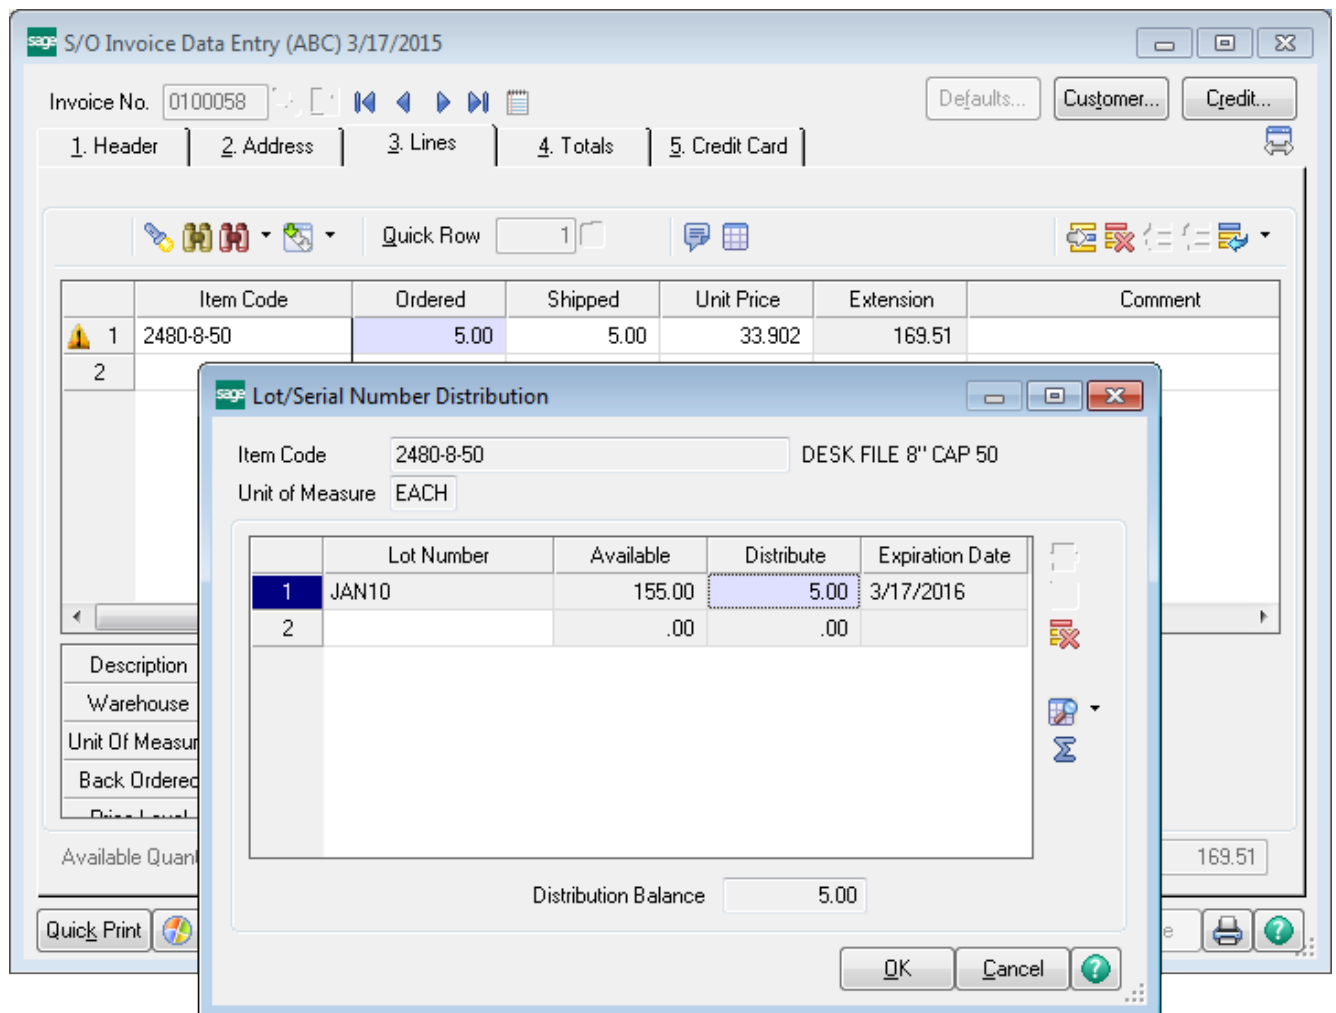 sage S/O Invoice Data Entry (ABC) 3/17/2015
Invoice No. 0100058 Defaults... Customer... Credit...
1. Header 2. Address 3. Lines 4. Totals 5. Credit Card
Quick Row 1
Item Code Ordered Shipped Unit Price Extension Comment
1 2480-8-50 5.00 5.00 33.902 169.51
2
sage Lot/Serial Number Distribution
Item Code 2480-8-50 DESK FILE 8" CAP 50
Unit of Measure EACH
Lot Number Available Distribute Expiration Date
1 JAN10 155.00 5.00 3/17/2016
2 .00 .00
Description
Warehouse
Unit Of Measur
Back Ordered
Price Level
Available Quan 169.51
Distribution Balance 5.00
Quick Print e
OK Cancel